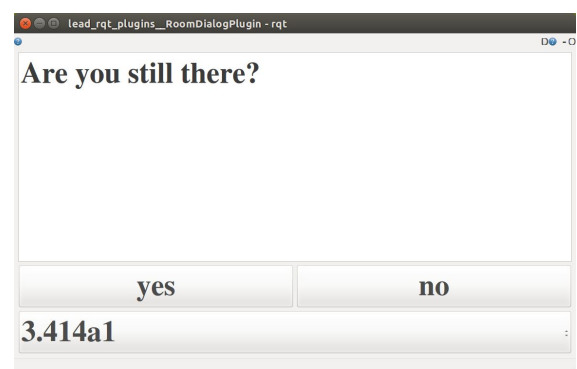 lead_rqt_plugins__RoomDialogPlugin - rqt
D - O
Are you still there?
yes no
3.414a1